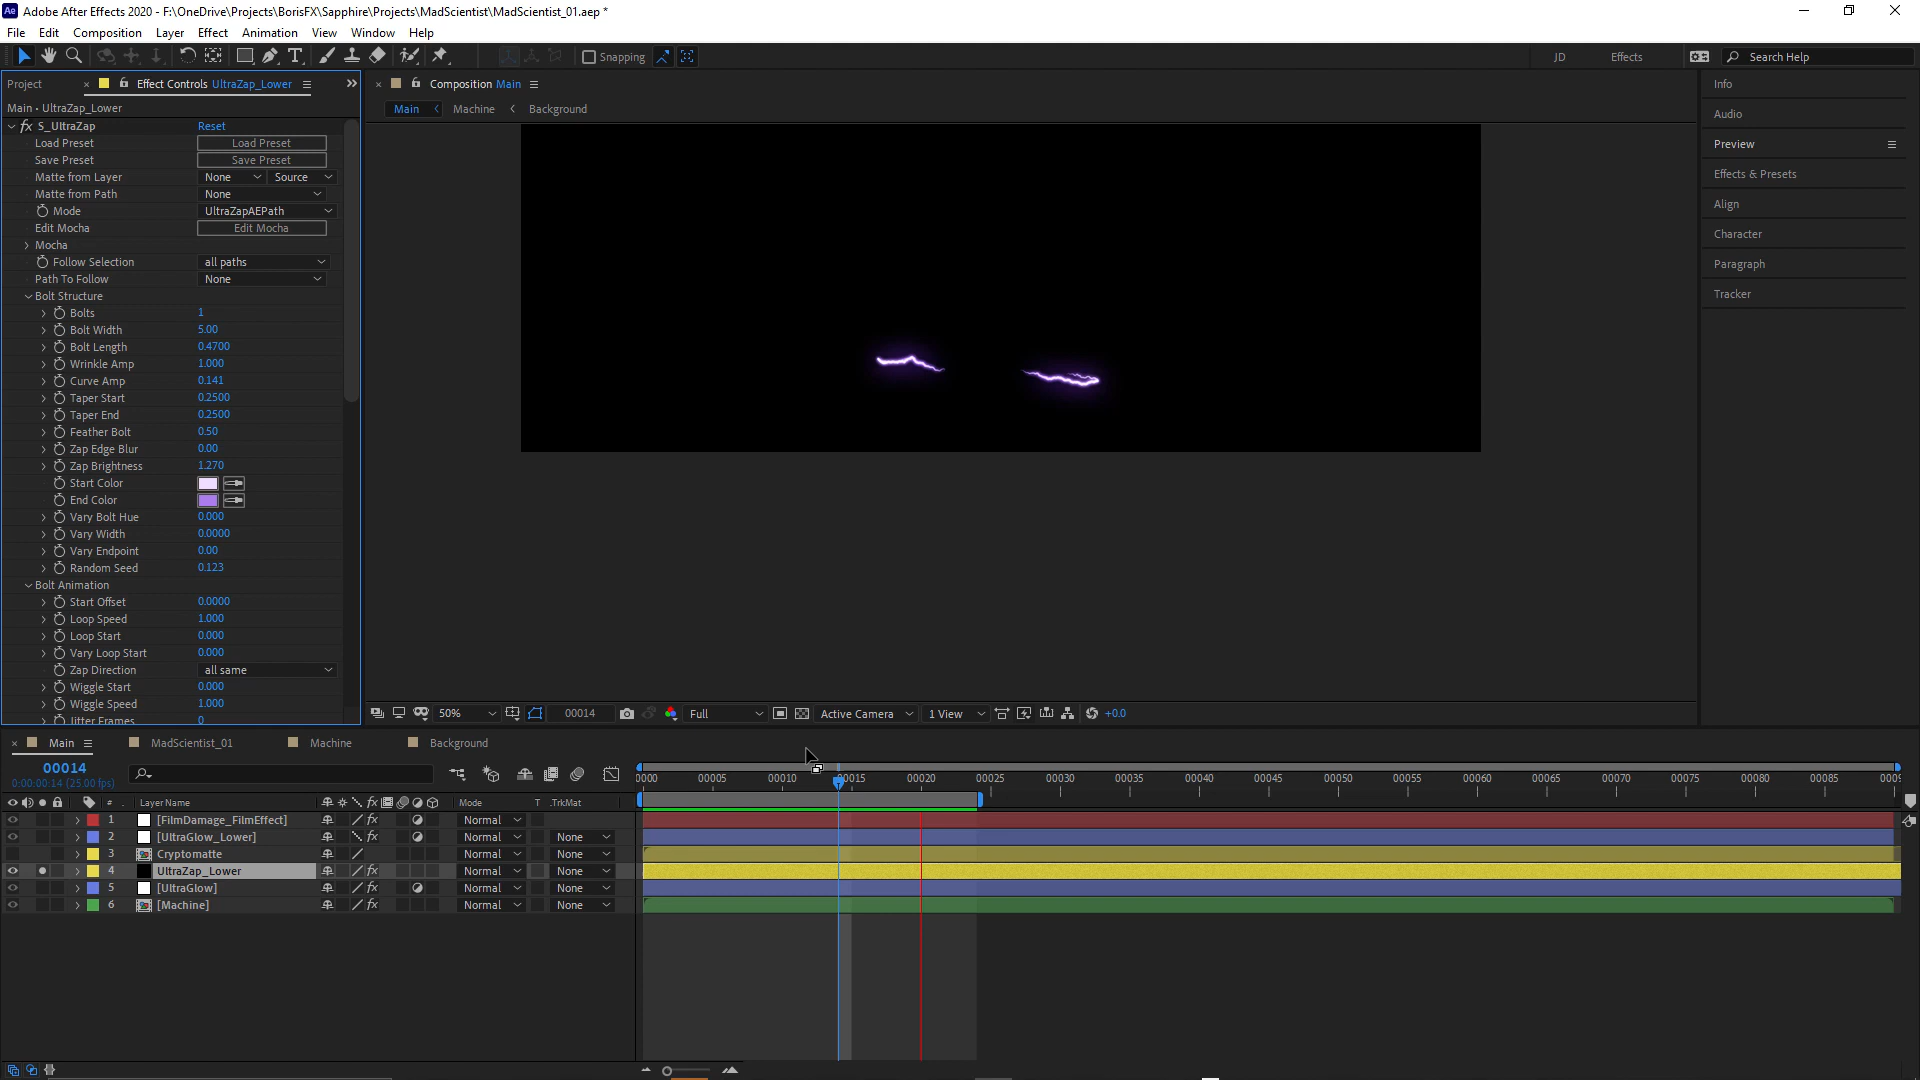 Ae Adobe After Effects 2020 - F:\OneDrive\Projects\BorisFX\Sapphire\Projects\MadScientist\MadScientist_01.aep *
File Edit Composition Layer Effect Animation View Window Help
Snapping JD Effects Search Help
Project Effect Controls UltraZap_Lower
Main • UltraZap_Lower
fx S_UltraZap Reset
Load Preset Load Preset
Save Preset Save Preset
Matte from Layer None Source
Matte from Path None
Mode UltraZapAEPath
Edit Mocha Edit Mocha
Mocha
Follow Selection all paths
Path To Follow None
Bolt Structure
Bolts 1
Bolt Width 5.00
Bolt Length 0.4700
Wrinkle Amp 1.000
Curve Amp 0.141
Taper Start 0.2500
Taper End 0.2500
Feather Bolt 0.50
Zap Edge Blur 0.00
Zap Brightness 1.270
Start Color
End Color
Vary Bolt Hue 0.000
Vary Width 0.0000
Vary Endpoint 0.00
Random Seed 0.123
Bolt Animation
Start Offset 0.0000
Loop Speed 1.000
Loop Start 0.000
Vary Loop Start 0.000
Zap Direction all same
Wiggle Start 0.000
Wiggle Speed 1.000
Jitter Frames 0
Composition Main
Main Machine Background
50% 00014 Full Active Camera 1 View +0.0
Info
Audio
Preview
Effects & Presets
Align
Character
Paragraph
Tracker
Main MadScientist_01 Machine Background
00014
0:00:00:14 (25.00 fps)
0000 00005 00010 00015 00020 00025 00030 00035 00040 00045 00050 00055 00060 00065 00070 00075 00080 00085 0009
# Layer Name fx Mode T .TrkMat
1 [FilmDamage_FilmEffect] fx Normal
2 [UltraGlow_Lower] fx Normal None
3 Cryptomatte Normal None
4 UltraZap_Lower fx Normal None
5 [UltraGlow] fx Normal None
6 [Machine] fx Normal None